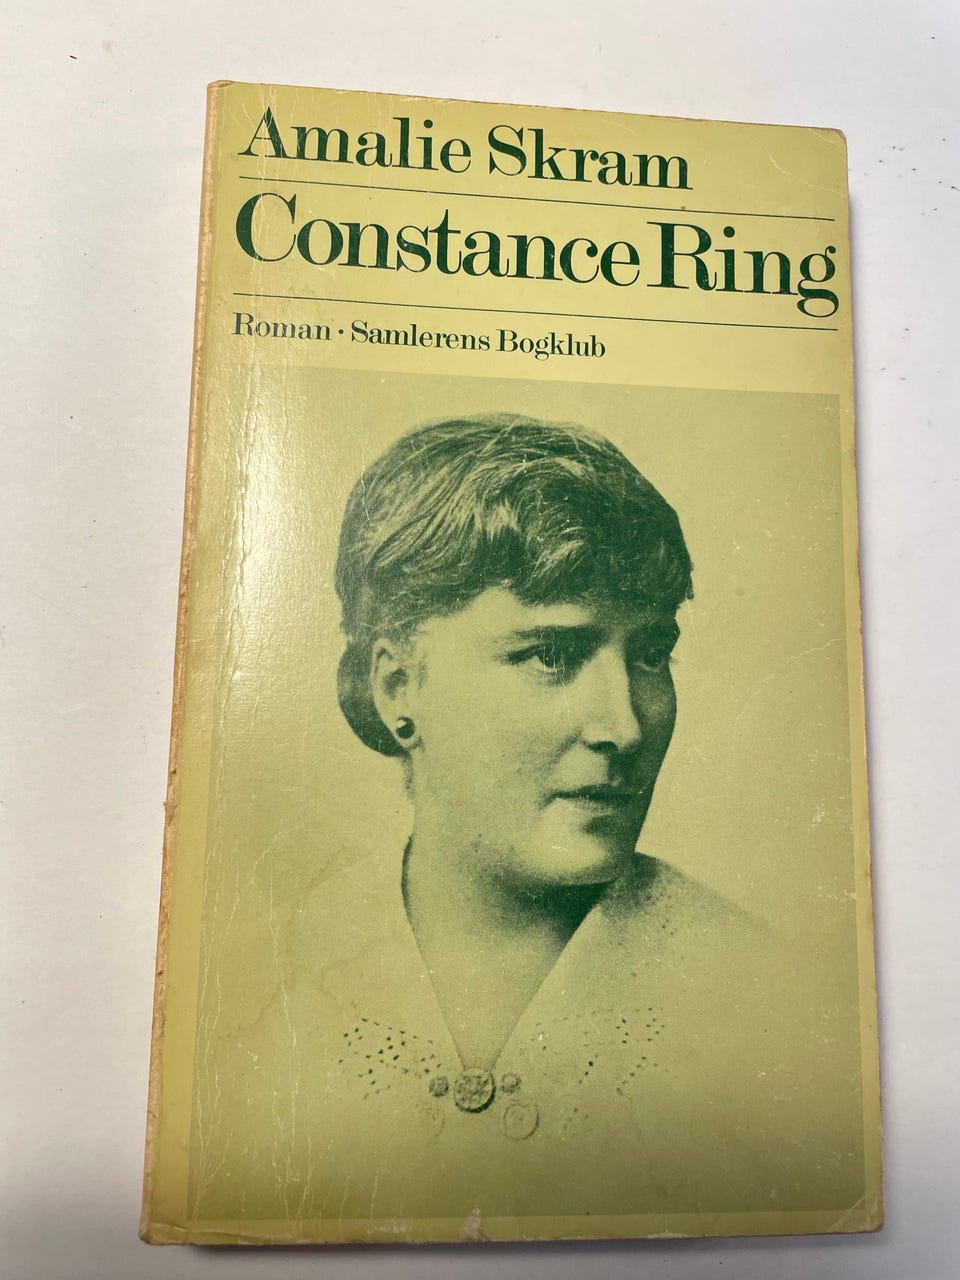 Amalie Skram
Constance Ring
Roman · Samlerens Bogklub